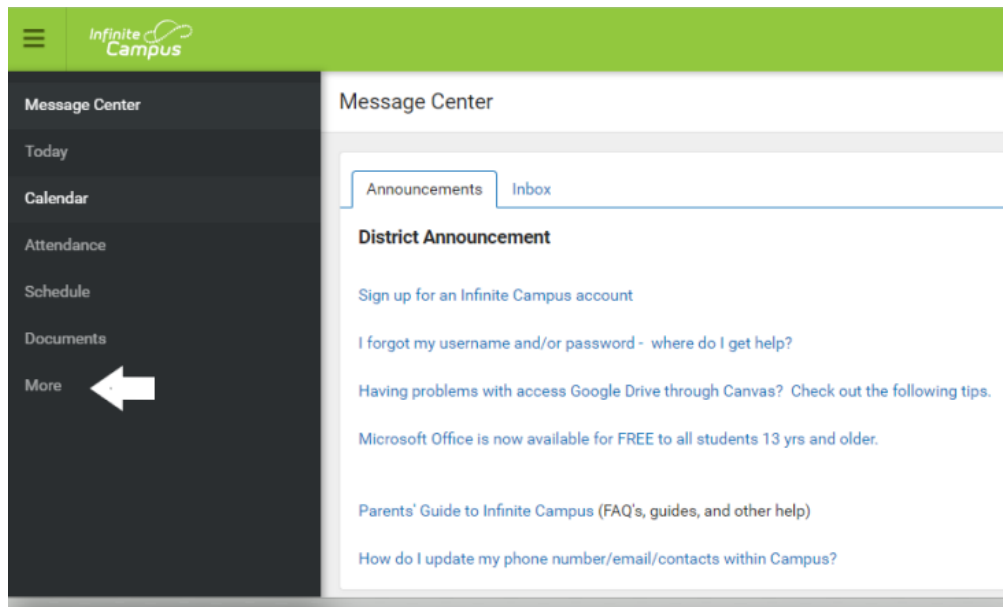 Infinite
Campus
Message Center
Today
Calendar
Attendance
Schedule
Documents
More
Message Center
Announcements
Inbox
District Announcement
Sign up for an Infinite Campus account
I forgot my username and/or password - where do I get help?
Having problems with access Google Drive through Canvas? Check out the following tips.
Microsoft Office is now available for FREE to all students 13 yrs and older.
Parents' Guide to Infinite Campus (FAQ's, guides, and other help)
How do I update my phone number/email/contacts within Campus?